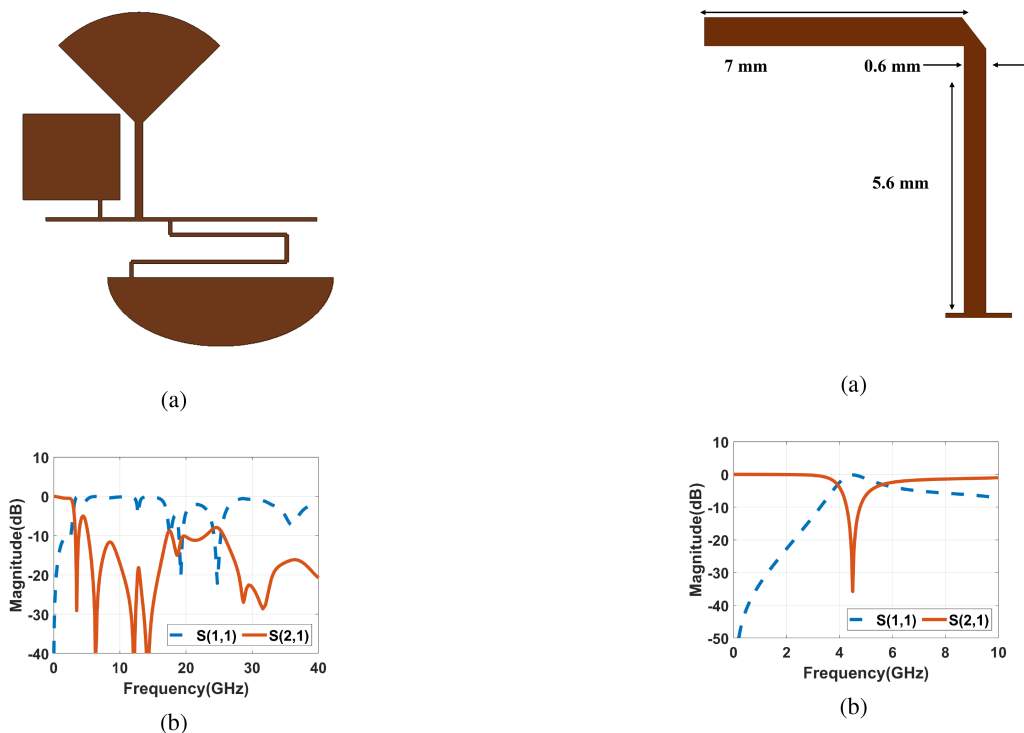 (a)
10
0
-10
-20
-30
-40
Magnitude(dB)
S(1,1) S(2,1)
0 10 20 30 40
Frequency(GHz)
(b)
7 mm 0.6 mm
5.6 mm
(a)
10
0
-10
-20
-30
-40
-50
Magnitude(dB)
S(1,1) S(2,1)
0 2 4 6 8 10
Frequency(GHz)
(b)